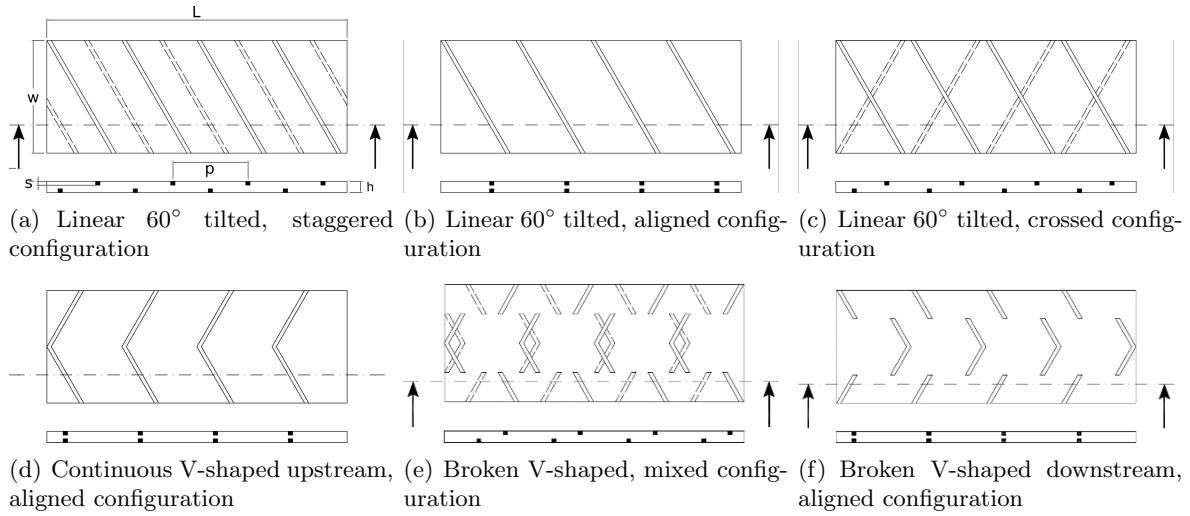 L
w
p
s
h
(a) Linear 60° tilted, staggered
configuration
(b) Linear 60° tilted, aligned config-
uration
(c) Linear 60° tilted, crossed config-
uration
(d) Continuous V-shaped upstream,
aligned configuration
(e) Broken V-shaped, mixed config-
uration
(f) Broken V-shaped downstream,
aligned configuration